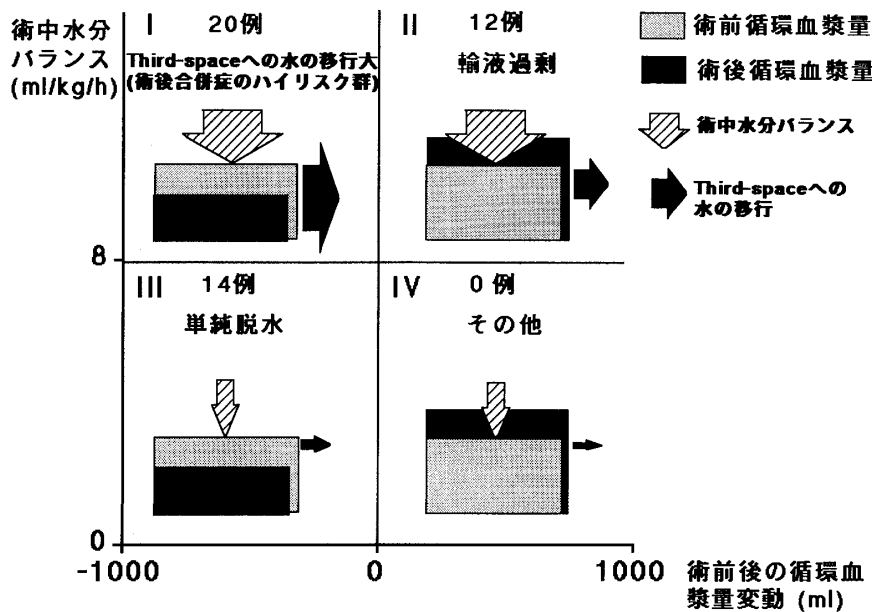 術中水分
バランス
(ml/kg/h)
I 20例
Third-spaceへの水の移行大
(術後合併症のハイリスク群)
II 12例
輸液過剰
術前循環血漿量
術後循環血漿量
術中水分バランス
Third-spaceへの
水の移行
8
III 14例
単純脱水
IV 0例
その他
0
-1000 0 1000
術前後の循環血
漿量変動 (ml)